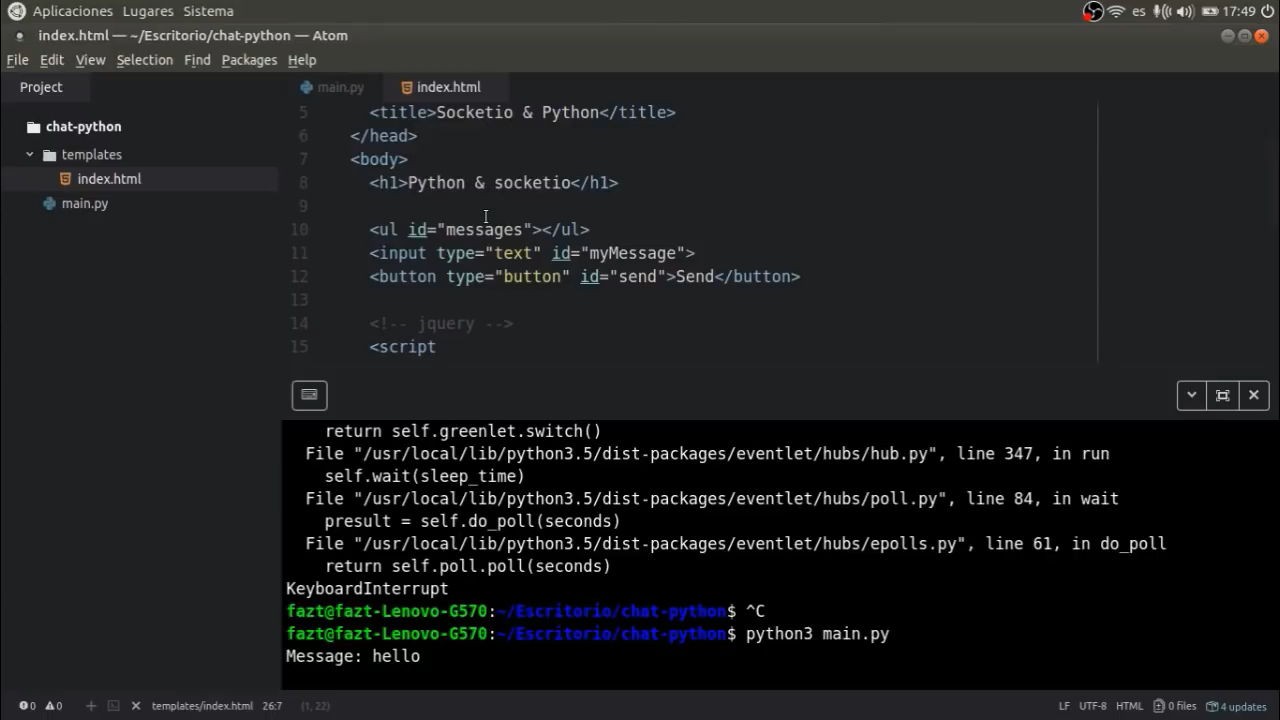 Aplicaciones Lugares Sistema es 17:49
index.html — ~/Escritorio/chat-python — Atom
File Edit View Selection Find Packages Help
Project main.py index.html
chat-python
templates
index.html
main.py
5 <title>Socketio & Python</title>
6 </head>
7 <body>
8 <h1>Python & socketio</h1>
9
10 <ul id="messages"></ul>
11 <input type="text" id="myMessage">
12 <button type="button" id="send">Send</button>
13
14 <!-- jquery -->
15 <script
return self.greenlet.switch()
File "/usr/local/lib/python3.5/dist-packages/eventlet/hubs/hub.py", line 347, in run
self.wait(sleep_time)
File "/usr/local/lib/python3.5/dist-packages/eventlet/hubs/poll.py", line 84, in wait
presult = self.do_poll(seconds)
File "/usr/local/lib/python3.5/dist-packages/eventlet/hubs/epolls.py", line 61, in do_poll
return self.poll.poll(seconds)
KeyboardInterrupt
fazt@fazt-Lenovo-G570:~/Escritorio/chat-python$ ^C
fazt@fazt-Lenovo-G570:~/Escritorio/chat-python$ python3 main.py
Message: hello
0 0 templates/index.html 26:7 (1, 22) LF UTF-8 HTML 0 files 4 updates